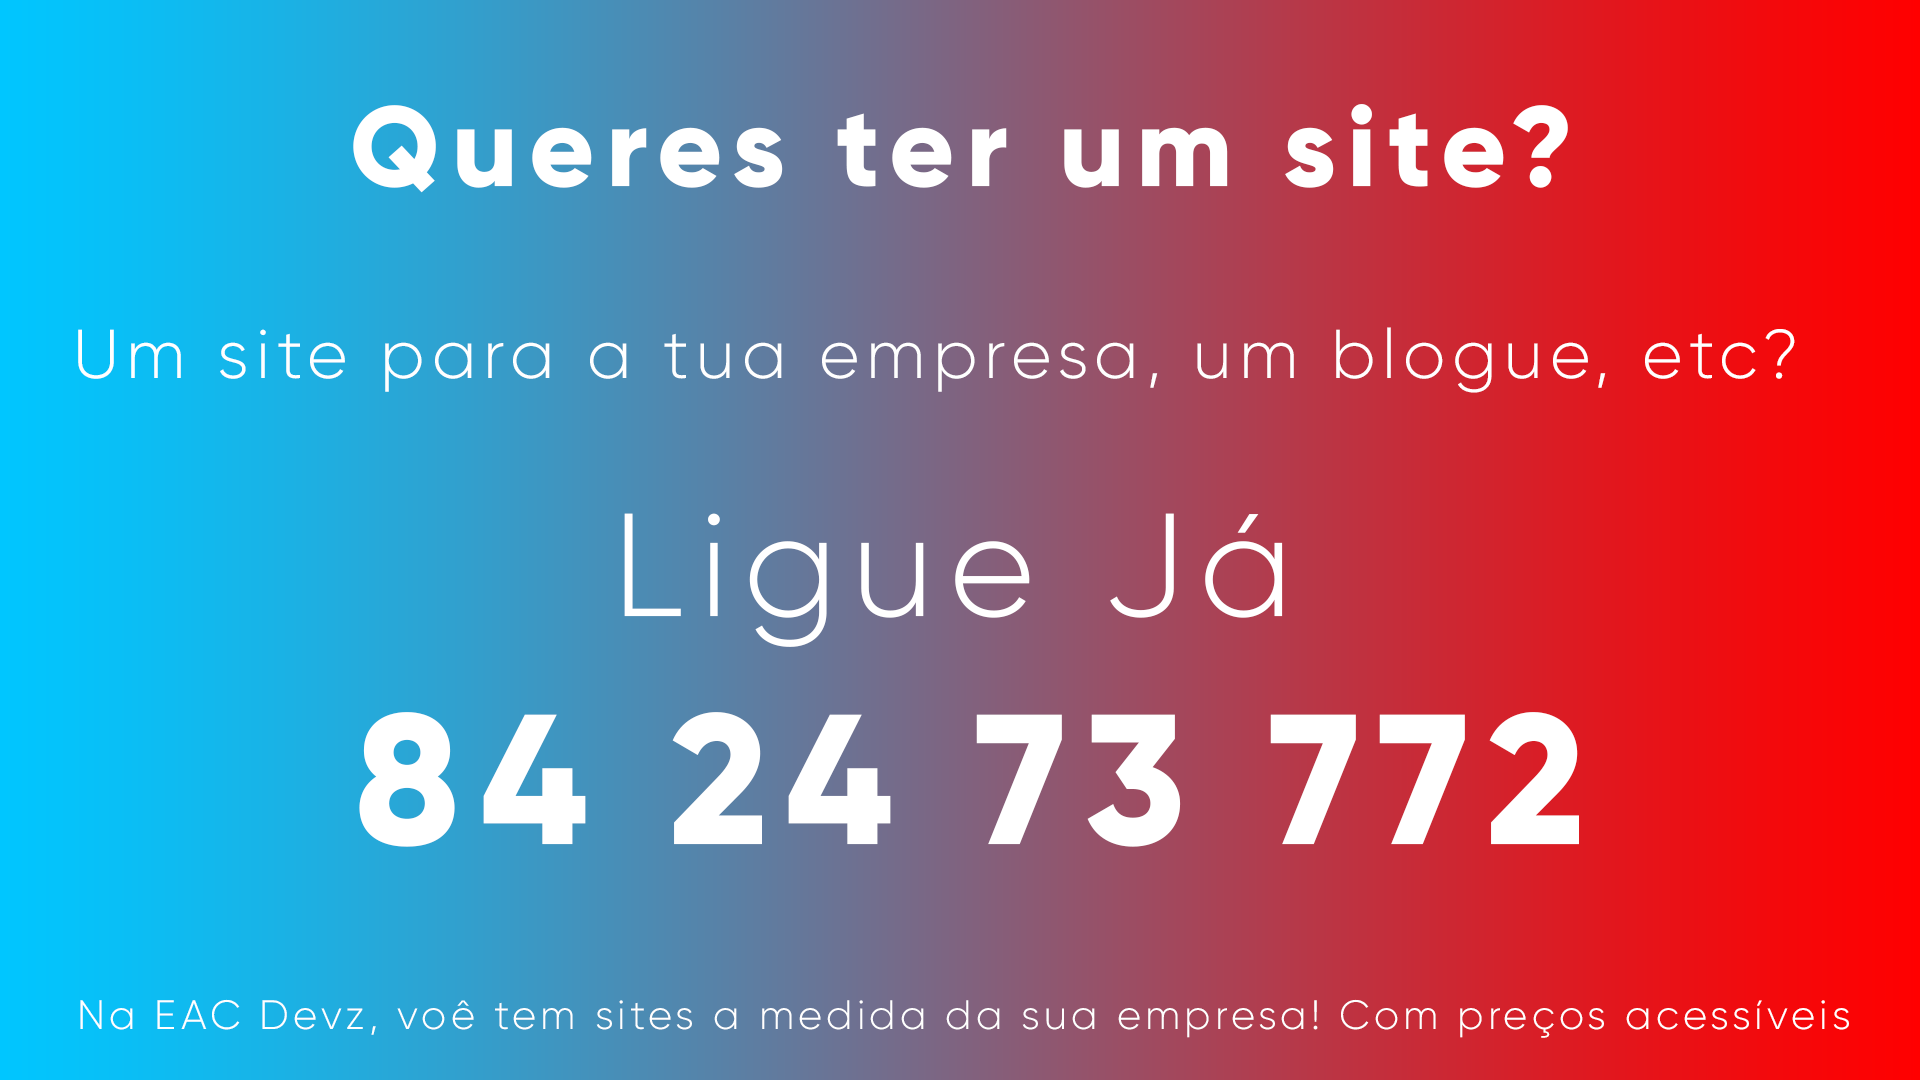 Queres ter um site?
Um site para a tua empresa, um blogue, etc?
Ligue Já
84 24 73 772
Na EAC Devz, voê tem sites a medida da sua empresa! Com preços acessíveis